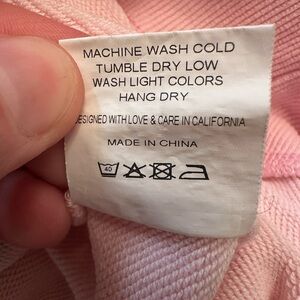 MACHINE WASH COLD
TUMBLE DRY LOW
WASH LIGHT COLORS
HANG DRY
DESIGNED WITH LOVE & CARE IN CALIFORNIA
MADE IN CHINA
40